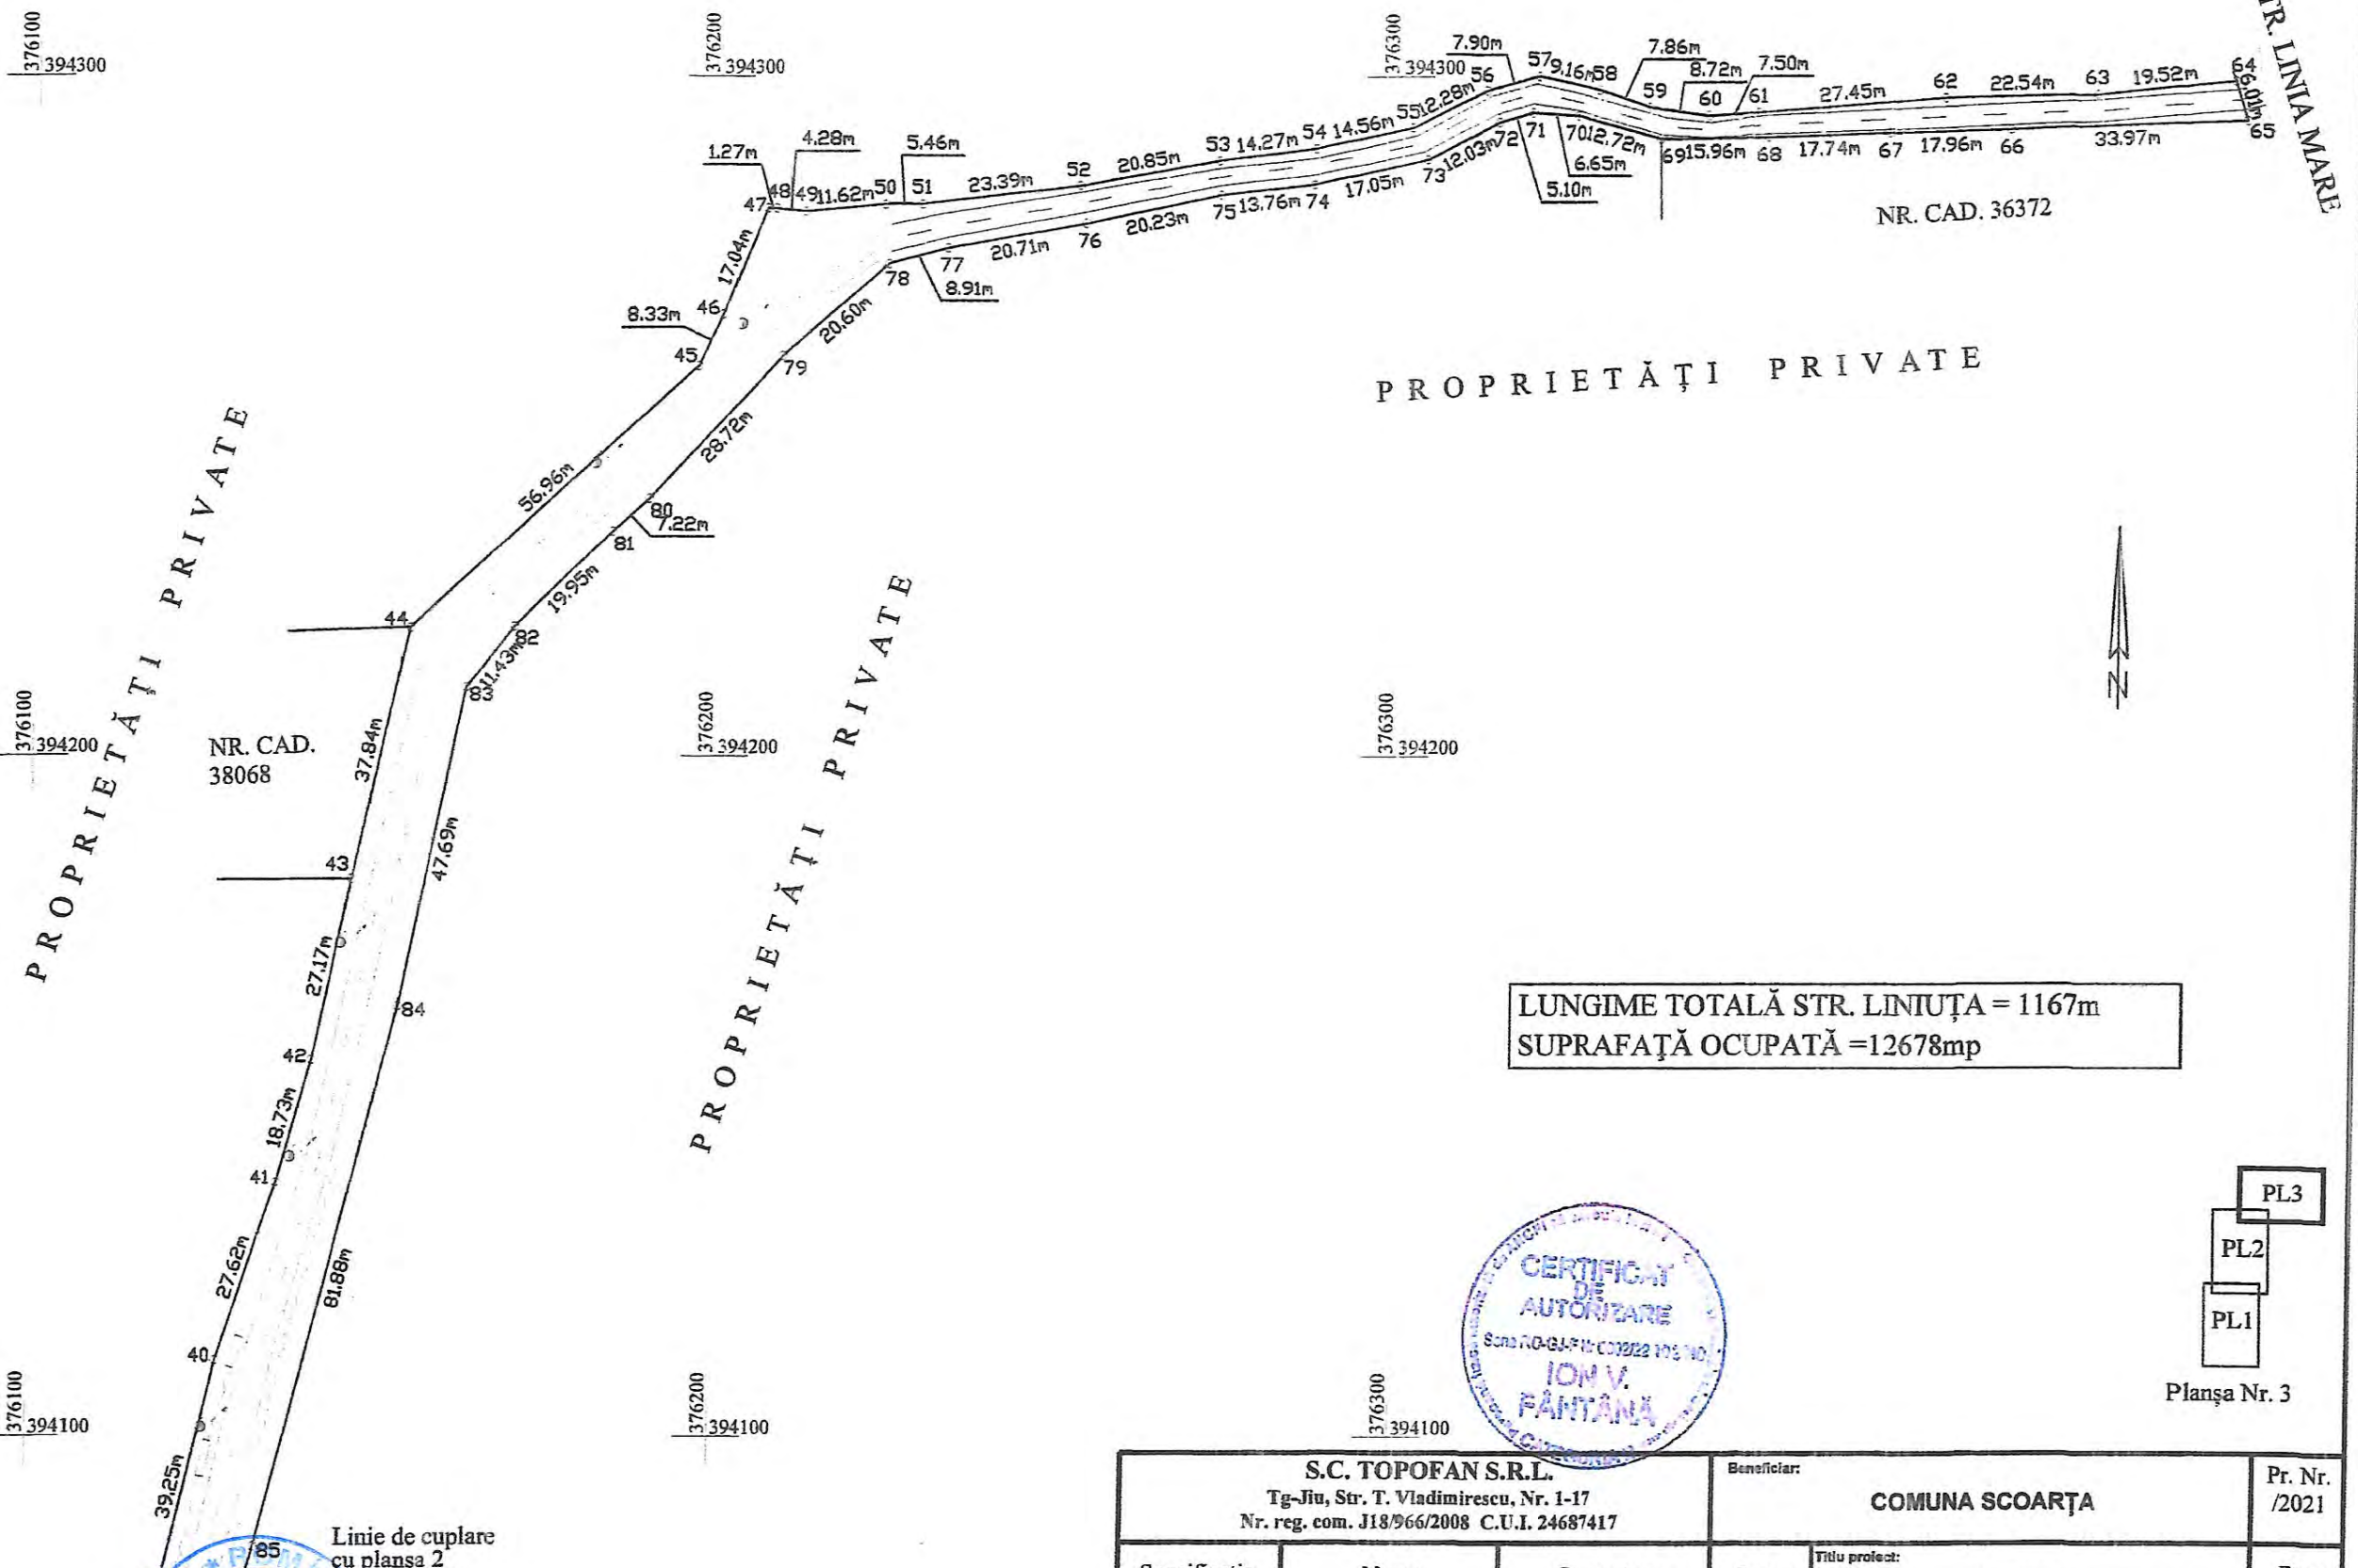 376100
394300
376200
394300
376300
394300
7.90m
56
57
9.16m
58
7.86m
59
8.72m
60
7.50m
61
27.45m
62
22.54m
63
19.52m
64
6.01m
65
TR. LINIA MARE
1.27m
4.28m
5.46m
47
48
49
11.62m
50
51
23.39m
52
20.85m
53
14.27m
54
14.56m
55
12.28m
78
8.91m
77
20.71m
76
20.23m
75
13.76m
74
17.05m
73
12.03m
72
5.10m
71
6.65m
70
12.72m
69
15.96m
68
17.74m
67
17.96m
66
33.97m
NR. CAD. 36372
17.04m
46
8.33m
45
20.60m
79
28.72m
56.96m
80
7.22m
81
19.95m
82
11.43m
83
44
PROPRIETĂȚI PRIVATE
PROPRIETĂȚI PRIVATE
PROPRIETĂȚI PRIVATE
376100
394200
376200
394200
376300
394200
NR. CAD.
38068
37.84m
43
47.69m
27.17m
84
42
18.73m
41
27.62m
81.88m
40
39.25m
85
N
LUNGIME TOTALĂ STR. LINIUȚA = 1167m
SUPRAFAȚĂ OCUPATĂ =12678mp
CERTIFICAT
DE
AUTORIZARE
ION V.
FÂNTÂNĂ
PL3
PL2
PL1
Planșa Nr. 3
376100
394100
376200
394100
376300
394100
Linie de cuplare
cu planșa 2
S.C. TOPOFAN S.R.L.
Tg-Jiu, Str. T. Vladimirescu, Nr. 1-17
Nr. reg. com. J18/966/2008 C.U.I. 24687417
Beneficiar:
COMUNA SCOARȚA
Pr. Nr.
/2021
Titlu proiect: